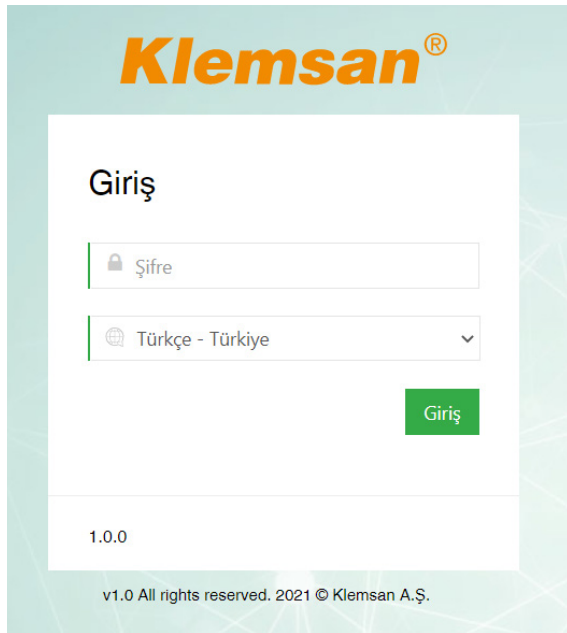 Klemsan®
Giriş
Şifre
Türkçe - Türkiye
Giriş
1.0.0
v1.0 All rights reserved. 2021 © Klemsan A.Ş.